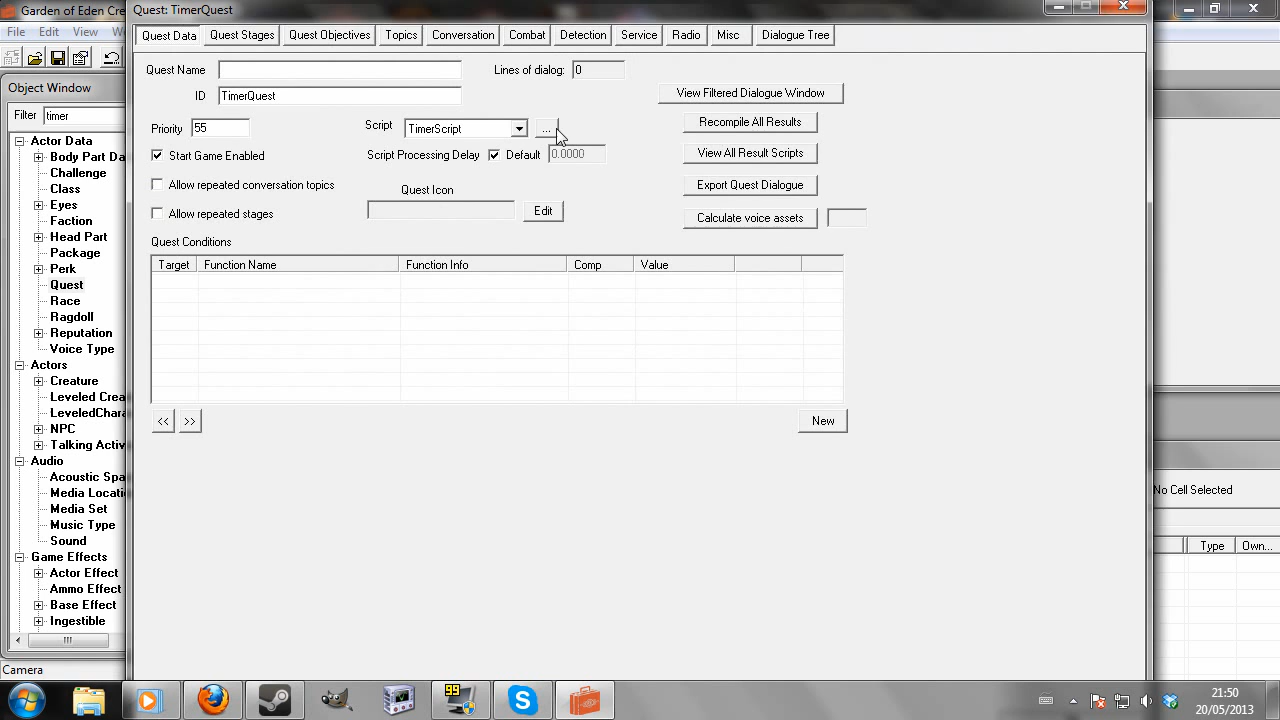 Garden of Eden Cre
Quest: TimerQuest
File Edit View W
Quest Data Quest Stages Quest Objectives Topics Conversation Combat Detection Service Radio Misc Dialogue Tree
Object Window
Filter timer
Quest Name
Lines of dialog: 0
ID TimerQuest
View Filtered Dialogue Window
Priority 55
Script TimerScript ...
Recompile All Results
Start Game Enabled
Script Processing Delay Default 0.0000
View All Result Scripts
Allow repeated conversation topics
Quest Icon
Export Quest Dialogue
Allow repeated stages
Edit
Calculate voice assets
Quest Conditions
Target Function Name Function Info Comp Value
<< >>
New
Actor Data
Body Part Da
Challenge
Class
Eyes
Faction
Head Part
Package
Perk
Quest
Race
Ragdoll
Reputation
Voice Type
Actors
Creature
Leveled Crea
LeveledChara
NPC
Talking Activ
Audio
Acoustic Spa
Media Locati
Media Set
Music Type
Sound
Game Effects
Actor Effect
Ammo Effect
Base Effect
Ingestible
Camera
No Cell Selected
Type Own...
99
21:50
20/05/2013